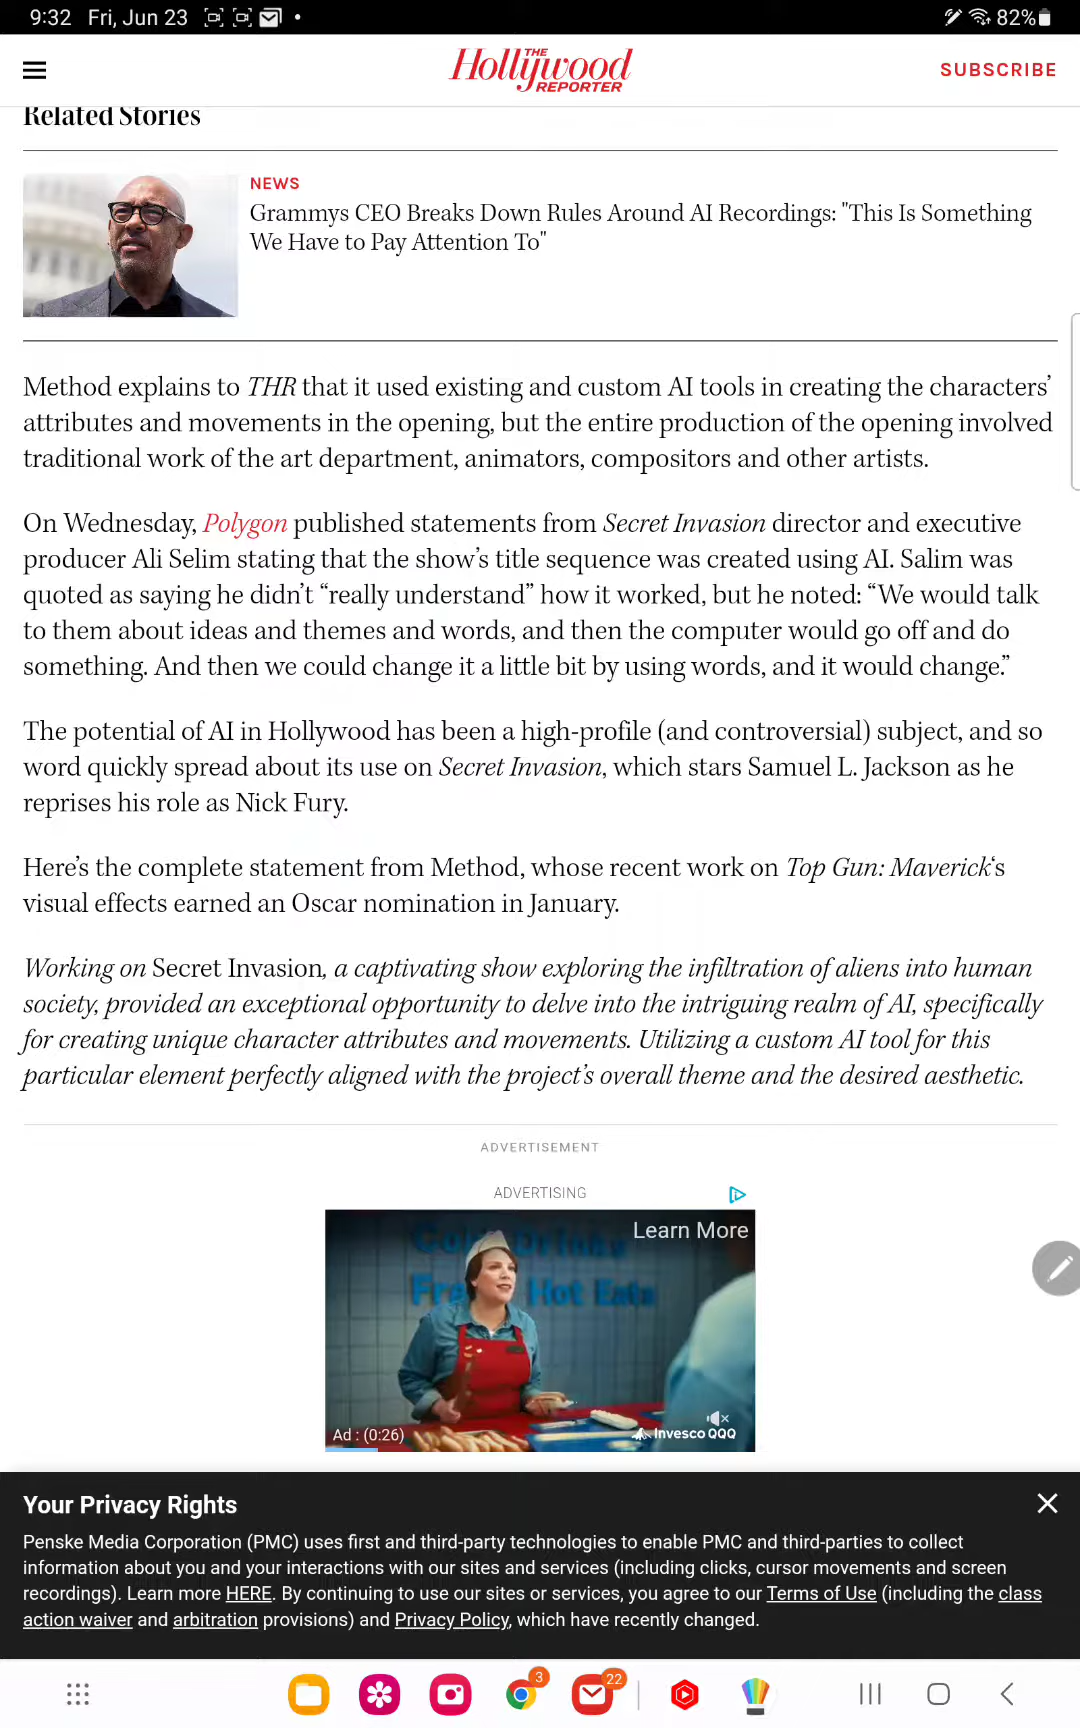 9:32 Fri, Jun 23
82%
THE
Hollywood
REPORTER
SUBSCRIBE
Related Stories
NEWS
Grammys CEO Breaks Down Rules Around AI Recordings: "This Is Something
We Have to Pay Attention To"
Method explains to THR that it used existing and custom AI tools in creating the characters’
attributes and movements in the opening, but the entire production of the opening involved
traditional work of the art department, animators, compositors and other artists.
On Wednesday, Polygon published statements from Secret Invasion director and executive
producer Ali Selim stating that the show’s title sequence was created using AI. Salim was
quoted as saying he didn’t “really understand” how it worked, but he noted: “We would talk
to them about ideas and themes and words, and then the computer would go off and do
something. And then we could change it a little bit by using words, and it would change.”
The potential of AI in Hollywood has been a high-profile (and controversial) subject, and so
word quickly spread about its use on Secret Invasion, which stars Samuel L. Jackson as he
reprises his role as Nick Fury.
Here’s the complete statement from Method, whose recent work on Top Gun: Maverick‘s
visual effects earned an Oscar nomination in January.
Working on Secret Invasion, a captivating show exploring the infiltration of aliens into human
society, provided an exceptional opportunity to delve into the intriguing realm of AI, specifically
for creating unique character attributes and movements. Utilizing a custom AI tool for this
particular element perfectly aligned with the project’s overall theme and the desired aesthetic.
ADVERTISEMENT
ADVERTISING
Learn More
Cold Drinks
Hot Eats
Ad : (0:26)
Invesco QQQ
Your Privacy Rights
Penske Media Corporation (PMC) uses first and third-party technologies to enable PMC and third-parties to collect
information about you and your interactions with our sites and services (including clicks, cursor movements and screen
recordings). Learn more HERE. By continuing to use our sites or services, you agree to our Terms of Use (including the class
action waiver and arbitration provisions) and Privacy Policy, which have recently changed.
3
22